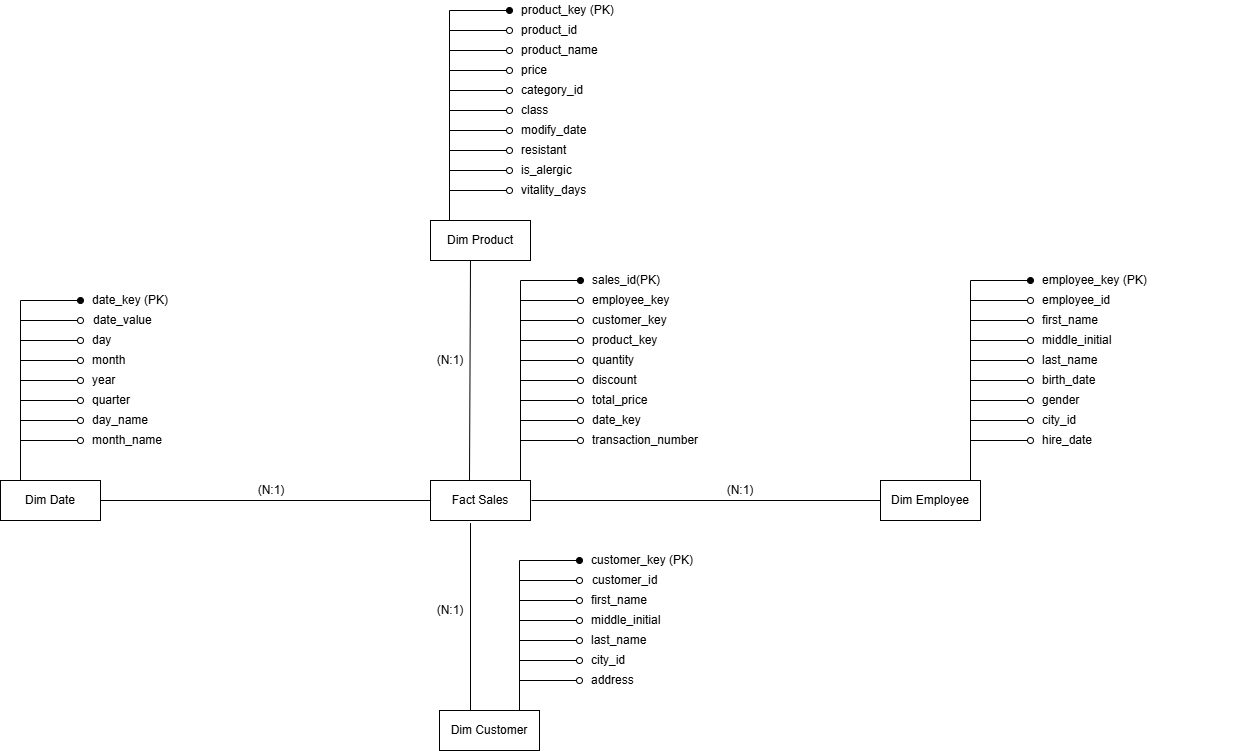 product_key (PK)
product_id
product_name
price
category_id
class
modify_date
resistant
is_alergic
vitality_days
Dim Product
date_key (PK)
date_value
day
month
year
quarter
day_name
month_name
Dim Date
(N:1)
(N:1)
sales_id(PK)
employee_key
customer_key
product_key
quantity
discount
total_price
date_key
transaction_number
Fact Sales
(N:1)
employee_key (PK)
employee_id
first_name
middle_initial
last_name
birth_date
gender
city_id
hire_date
Dim Employee
(N:1)
customer_key (PK)
customer_id
first_name
middle_initial
last_name
city_id
address
Dim Customer